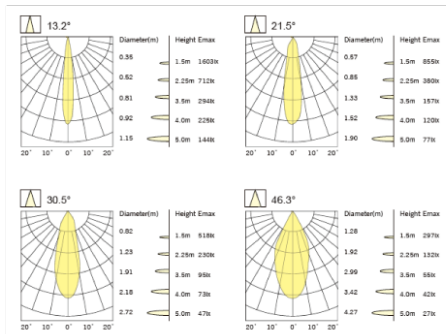 13.2°
Diameter(m) Height Emax
0.35 1.5m 1603lx
0.52 2.25m 712lx
0.81 3.5m 294lx
0.92 4.0m 225lx
1.15 5.0m 144lx
20° 10° 0° 10° 20°
21.5°
Diameter(m) Height Emax
0.57 1.5m 855lx
0.85 2.25m 380lx
1.33 3.5m 157lx
1.52 4.0m 120lx
1.90 5.0m 77lx
20° 10° 0° 10° 20°
30.5°
Diameter(m) Height Emax
0.82 1.5m 518lx
1.23 2.25m 230lx
1.91 3.5m 95lx
2.18 4.0m 73lx
2.72 5.0m 47lx
20° 10° 0° 10° 20°
46.3°
Diameter(m) Height Emax
1.28 1.5m 297lx
1.92 2.25m 132lx
2.99 3.5m 55lx
3.42 4.0m 42lx
4.27 5.0m 27lx
20° 10° 0° 10° 20°